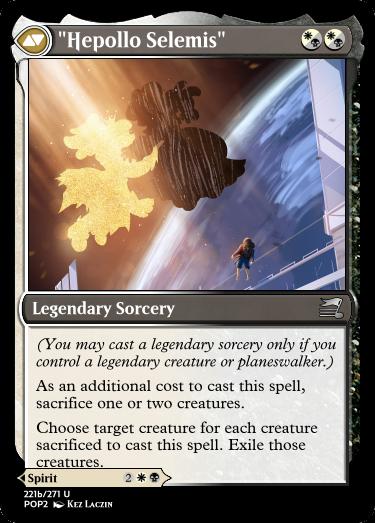 "Hepollo Selemis"
Legendary Sorcery
(You may cast a legendary sorcery only if you
control a legendary creature or planeswalker.)
As an additional cost to cast this spell,
sacrifice one or two creatures.
Choose target creature for each creature
sacrificed to cast this spell. Exile those
creatures.
Spirit 2
221b/271 U
POP2 Kez Laczin